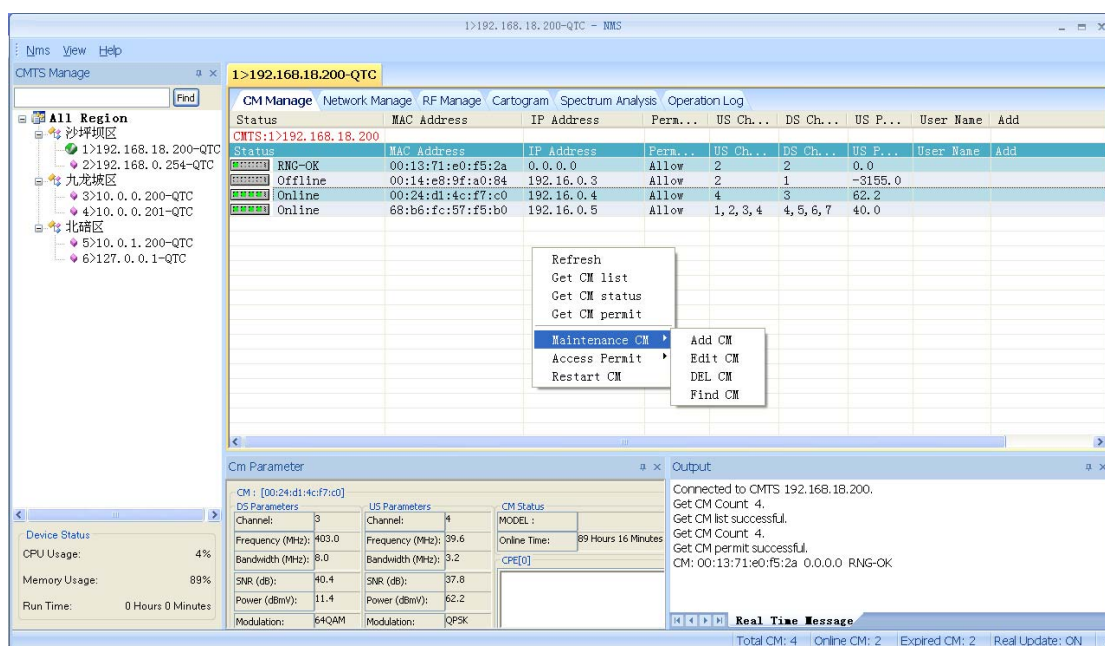 1>192.168.18.200-QTC - NMS
Nms View Help
CMTS Manage
Find
All Region
沙坪坝区
1>192.168.18.200-QTC
2>192.168.0.254-QTC
九龙坡区
3>10.0.0.200-QTC
4>10.0.0.201-QTC
北碚区
5>10.0.1.200-QTC
6>127.0.0.1-QTC
Device Status
CPU Usage: 4%
Memory Usage: 89%
Run Time: 0 Hours 0 Minutes
1>192.168.18.200-QTC
CM Manage Network Manage RF Manage Cartogram Spectrum Analysis Operation Log
Status MAC Address IP Address Perm... US Ch... DS Ch... US P... User Name Add
CMTS:1>192.168.18.200
Status MAC Address IP Address Perm... US Ch... DS Ch... US P... User Name Add
RNG-OK 00:13:71:e0:f5:2a 0.0.0.0 Allow 2 2 0.0
Offline 00:14:e8:9f:a0:84 192.16.0.3 Allow 2 1 -3155.0
Online 00:24:d1:4c:f7:c0 192.16.0.4 Allow 4 3 62.2
Online 68:b6:fc:57:f5:b0 192.16.0.5 Allow 1,2,3,4 4,5,6,7 40.0
Refresh
Get CM list
Get CM status
Get CM permit
Maintenance CM
Access Permit
Restart CM
Add CM
Edit CM
DEL CM
Find CM
Cm Parameter
CM : [00:24:d1:4c:f7:c0]
DS Parameters
Channel: 3
Frequency (MHz): 403.0
Bandwidth (MHz): 8.0
SNR (dB): 40.4
Power (dBmV): 11.4
Modulation: 64QAM
US Parameters
Channel: 4
Frequency (MHz): 39.6
Bandwidth (MHz): 3.2
SNR (dB): 37.8
Power (dBmV): 62.2
Modulation: QPSK
CM Status
MODEL :
Online Time: 89 Hours 16 Minutes
CPE[0]
Output
Connected to CMTS 192.168.18.200.
Get CM Count 4.
Get CM list successful.
Get CM Count 4.
Get CM permit successful.
CM: 00:13:71:e0:f5:2a 0.0.0.0 RNG-OK
Real Time Message
Total CM: 4 Online CM: 2 Expired CM: 2 Real Update: ON